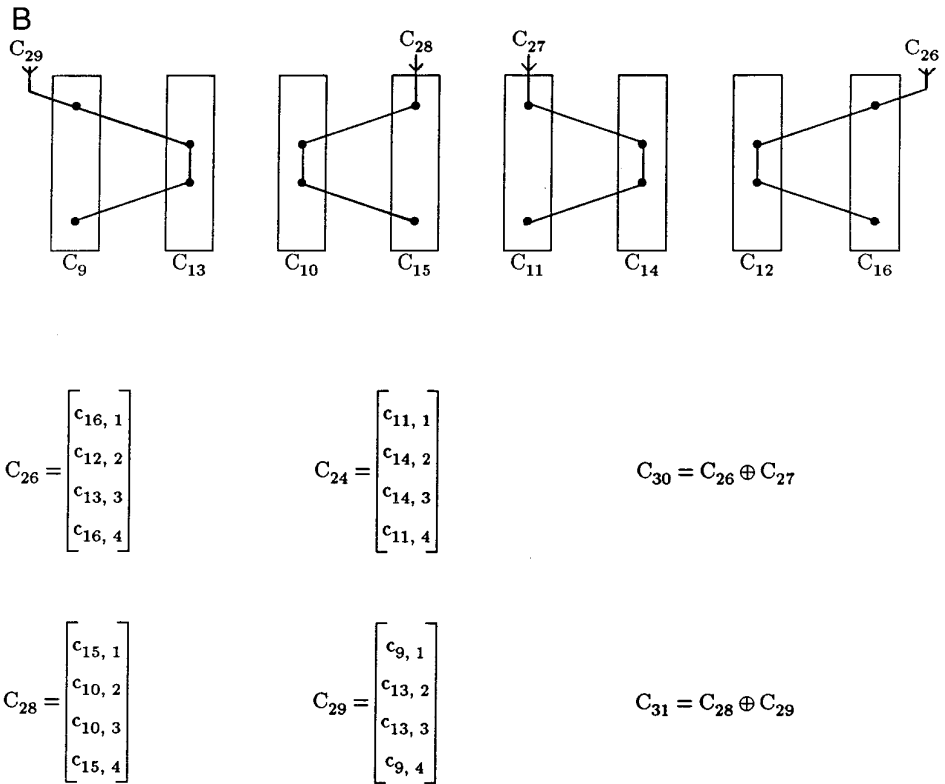 B
C29 C28 C27 C26
C9 C13 C10 C15 C11 C14 C12 C16
C26 = [c16, 1 c12, 2 c13, 3 c16, 4]
C24 = [c11, 1 c14, 2 c14, 3 c11, 4]
C30 = C26 ⊕ C27
C28 = [c15, 1 c10, 2 c10, 3 c15, 4]
C29 = [c9, 1 c13, 2 c13, 3 c9, 4]
C31 = C28 ⊕ C29